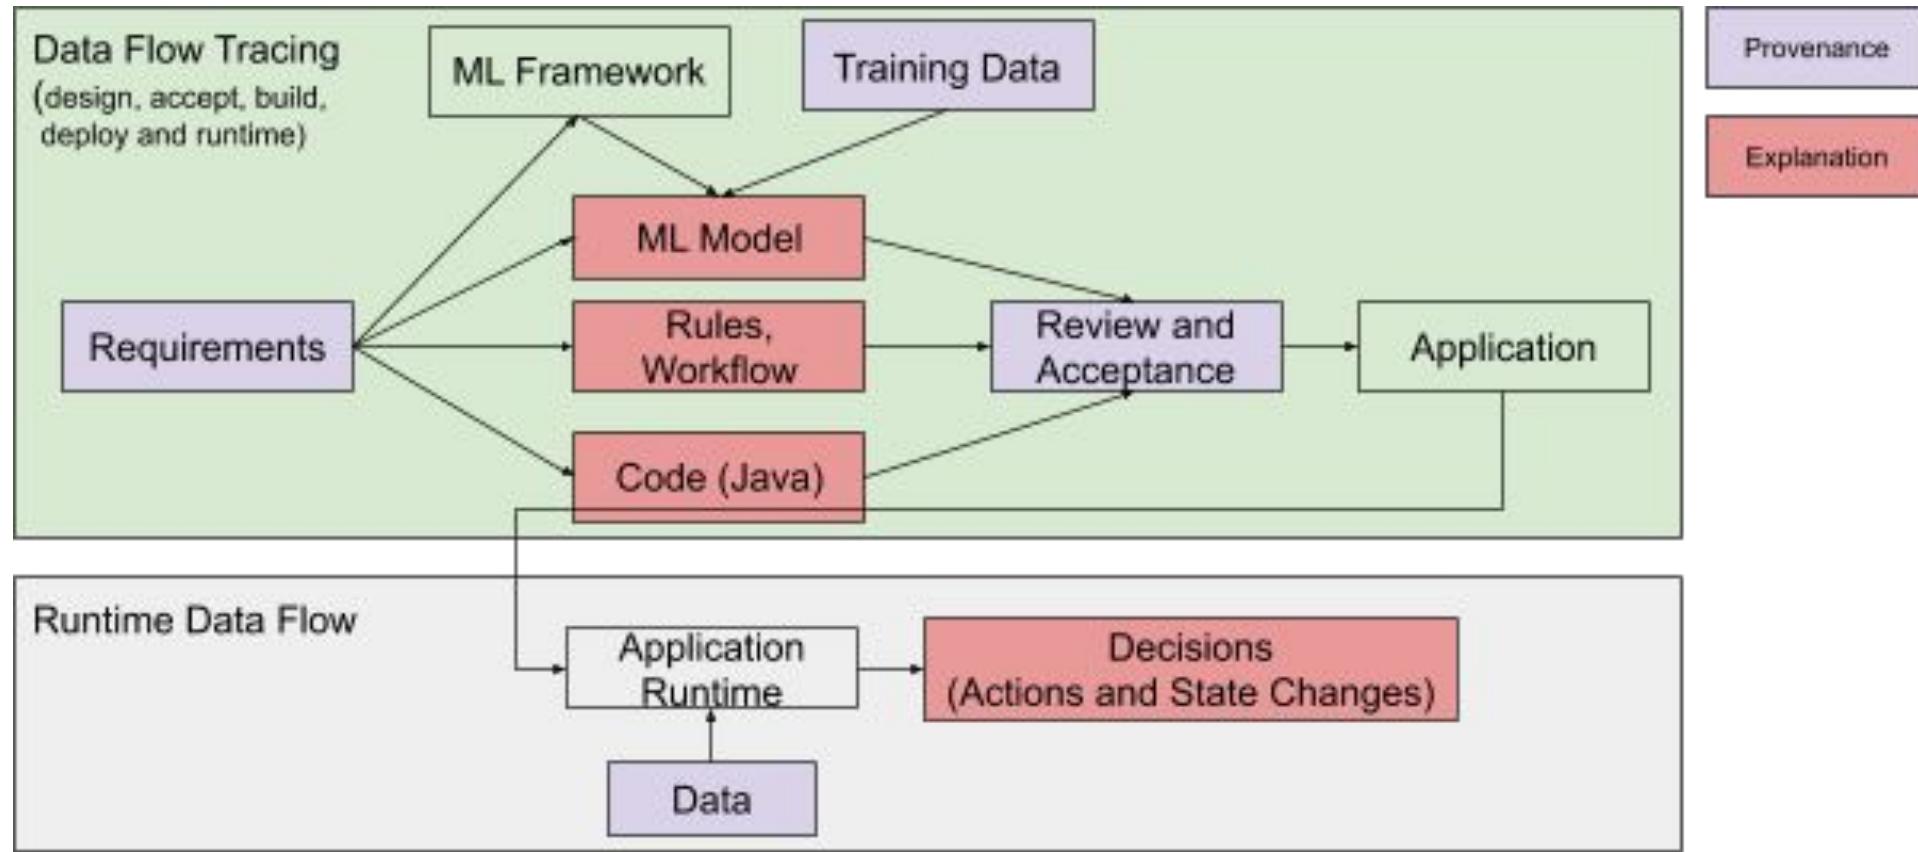 Data Flow Tracing
(design, accept, build,
deploy and runtime)
ML Framework
Training Data
Provenance
Explanation
ML Model
Requirements
Rules,
Workflow
Review and
Acceptance
Application
Code (Java)
Runtime Data Flow
Application
Runtime
Decisions
(Actions and State Changes)
Data